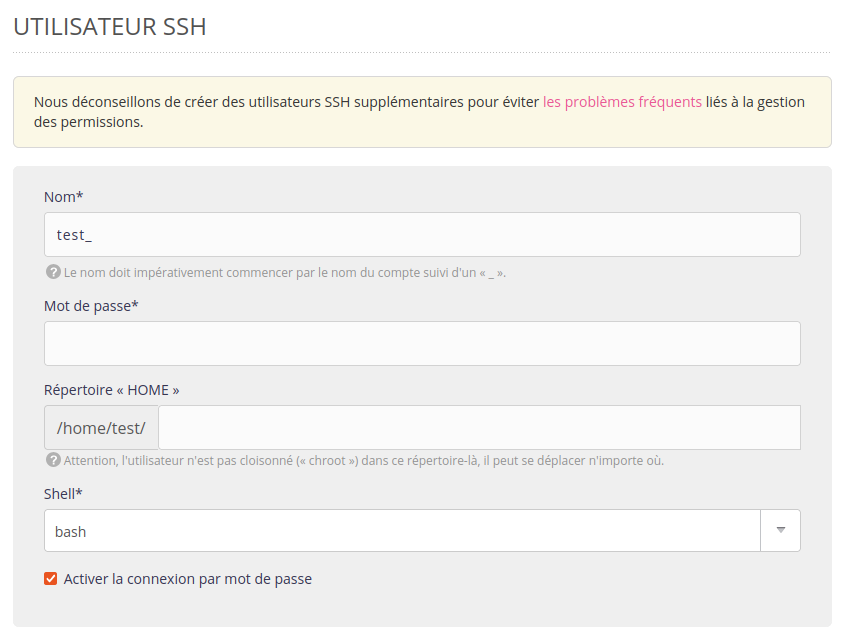 UTILISATEUR SSH
Nous déconseillons de créer des utilisateurs SSH supplémentaires pour éviter les problèmes fréquents liés à la gestion
des permissions.
Nom*
test_
? Le nom doit impérativement commencer par le nom du compte suivi d'un « _ ».
Mot de passe*
Répertoire « HOME »
/home/test/
? Attention, l'utilisateur n'est pas cloisonné (« chroot ») dans ce répertoire-là, il peut se déplacer n'importe où.
Shell*
bash
Activer la connexion par mot de passe